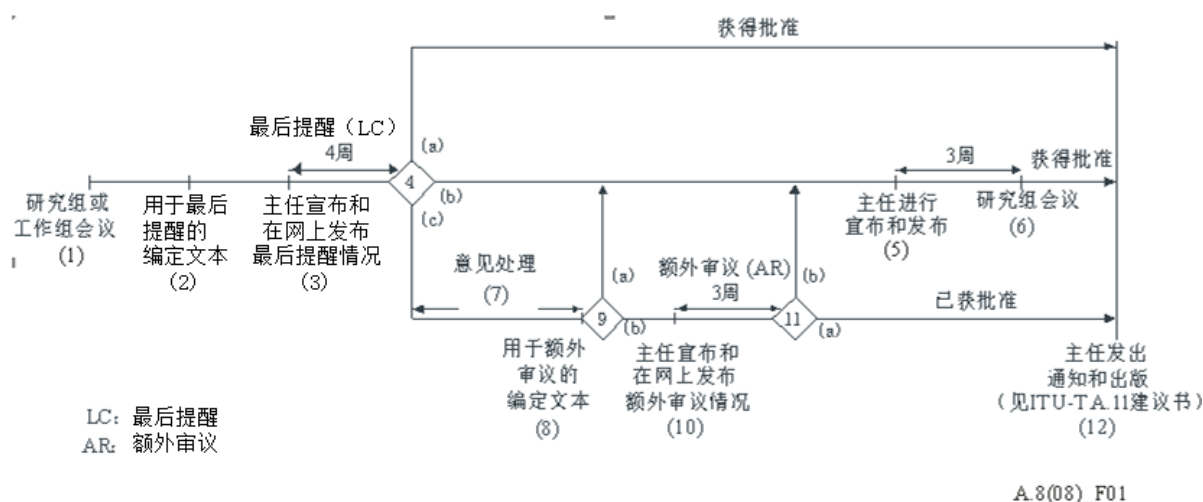 获得批准
最后提醒（LC）
4周
(a)
3周
获得批准
4
(b)
研究组或
工作组会议
(1)
用于最后
提醒的
编定文本
(2)
主任宣布和
在网上发布
最后提醒情况
(3)
(c)
主任进行
宣布和发布
(5)
研究组会议
(6)
意见处理
(7)
(a)
额外审议 (AR)
3周
(b)
已获批准
9
(b)
11
(a)
用于额外
审议的
编定文本
(8)
主任宣布和
在网上发布
额外审议情况
(10)
主任发出
通知和出版
（见ITU-TA.11建议书）
(12)
LC: 最后提醒
AR: 额外审议
A.8(08)_F01